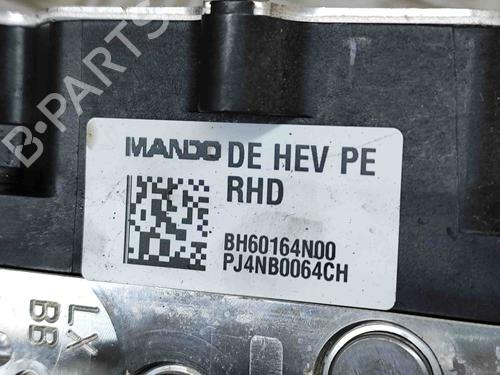 B-PARTS
MANDO DE HEV PE
RHD
BH60164N00
PJ4NB0064CH
LX
BB